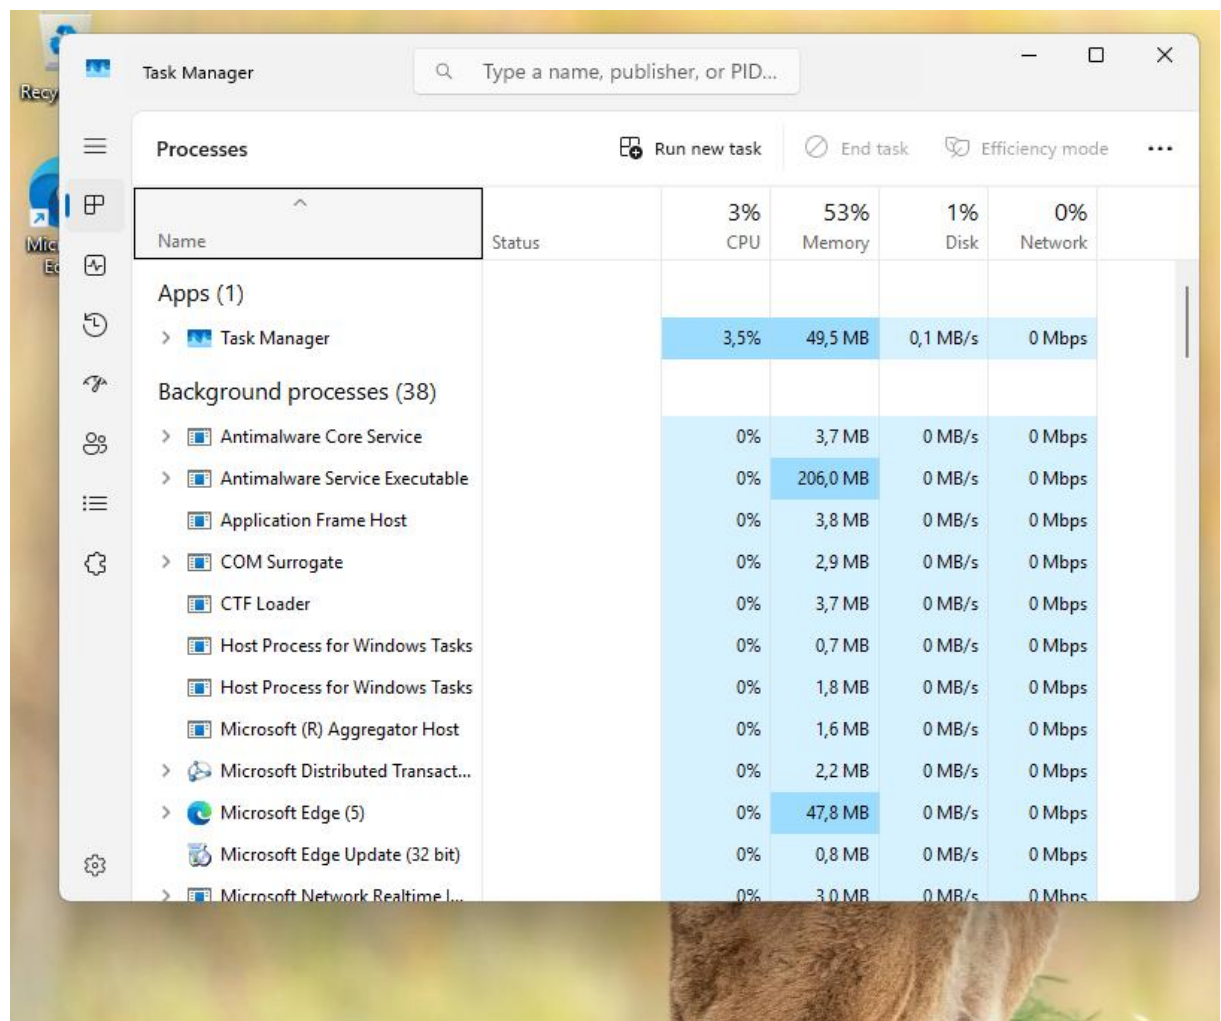 Recy
Mic
Ec
Task Manager
Type a name, publisher, or PID...
Processes
Run new task
End task
Efficiency mode
Name
Status
3% CPU
53% Memory
1% Disk
0% Network
Apps (1)
Task Manager 3,5% 49,5 MB 0,1 MB/s 0 Mbps
Background processes (38)
Antimalware Core Service 0% 3,7 MB 0 MB/s 0 Mbps
Antimalware Service Executable 0% 206,0 MB 0 MB/s 0 Mbps
Application Frame Host 0% 3,8 MB 0 MB/s 0 Mbps
COM Surrogate 0% 2,9 MB 0 MB/s 0 Mbps
CTF Loader 0% 3,7 MB 0 MB/s 0 Mbps
Host Process for Windows Tasks 0% 0,7 MB 0 MB/s 0 Mbps
Host Process for Windows Tasks 0% 1,8 MB 0 MB/s 0 Mbps
Microsoft (R) Aggregator Host 0% 1,6 MB 0 MB/s 0 Mbps
Microsoft Distributed Transact... 0% 2,2 MB 0 MB/s 0 Mbps
Microsoft Edge (5) 0% 47,8 MB 0 MB/s 0 Mbps
Microsoft Edge Update (32 bit) 0% 0,8 MB 0 MB/s 0 Mbps
Microsoft Network Realtime I... 0% 3,0 MB 0 MB/s 0 Mbps